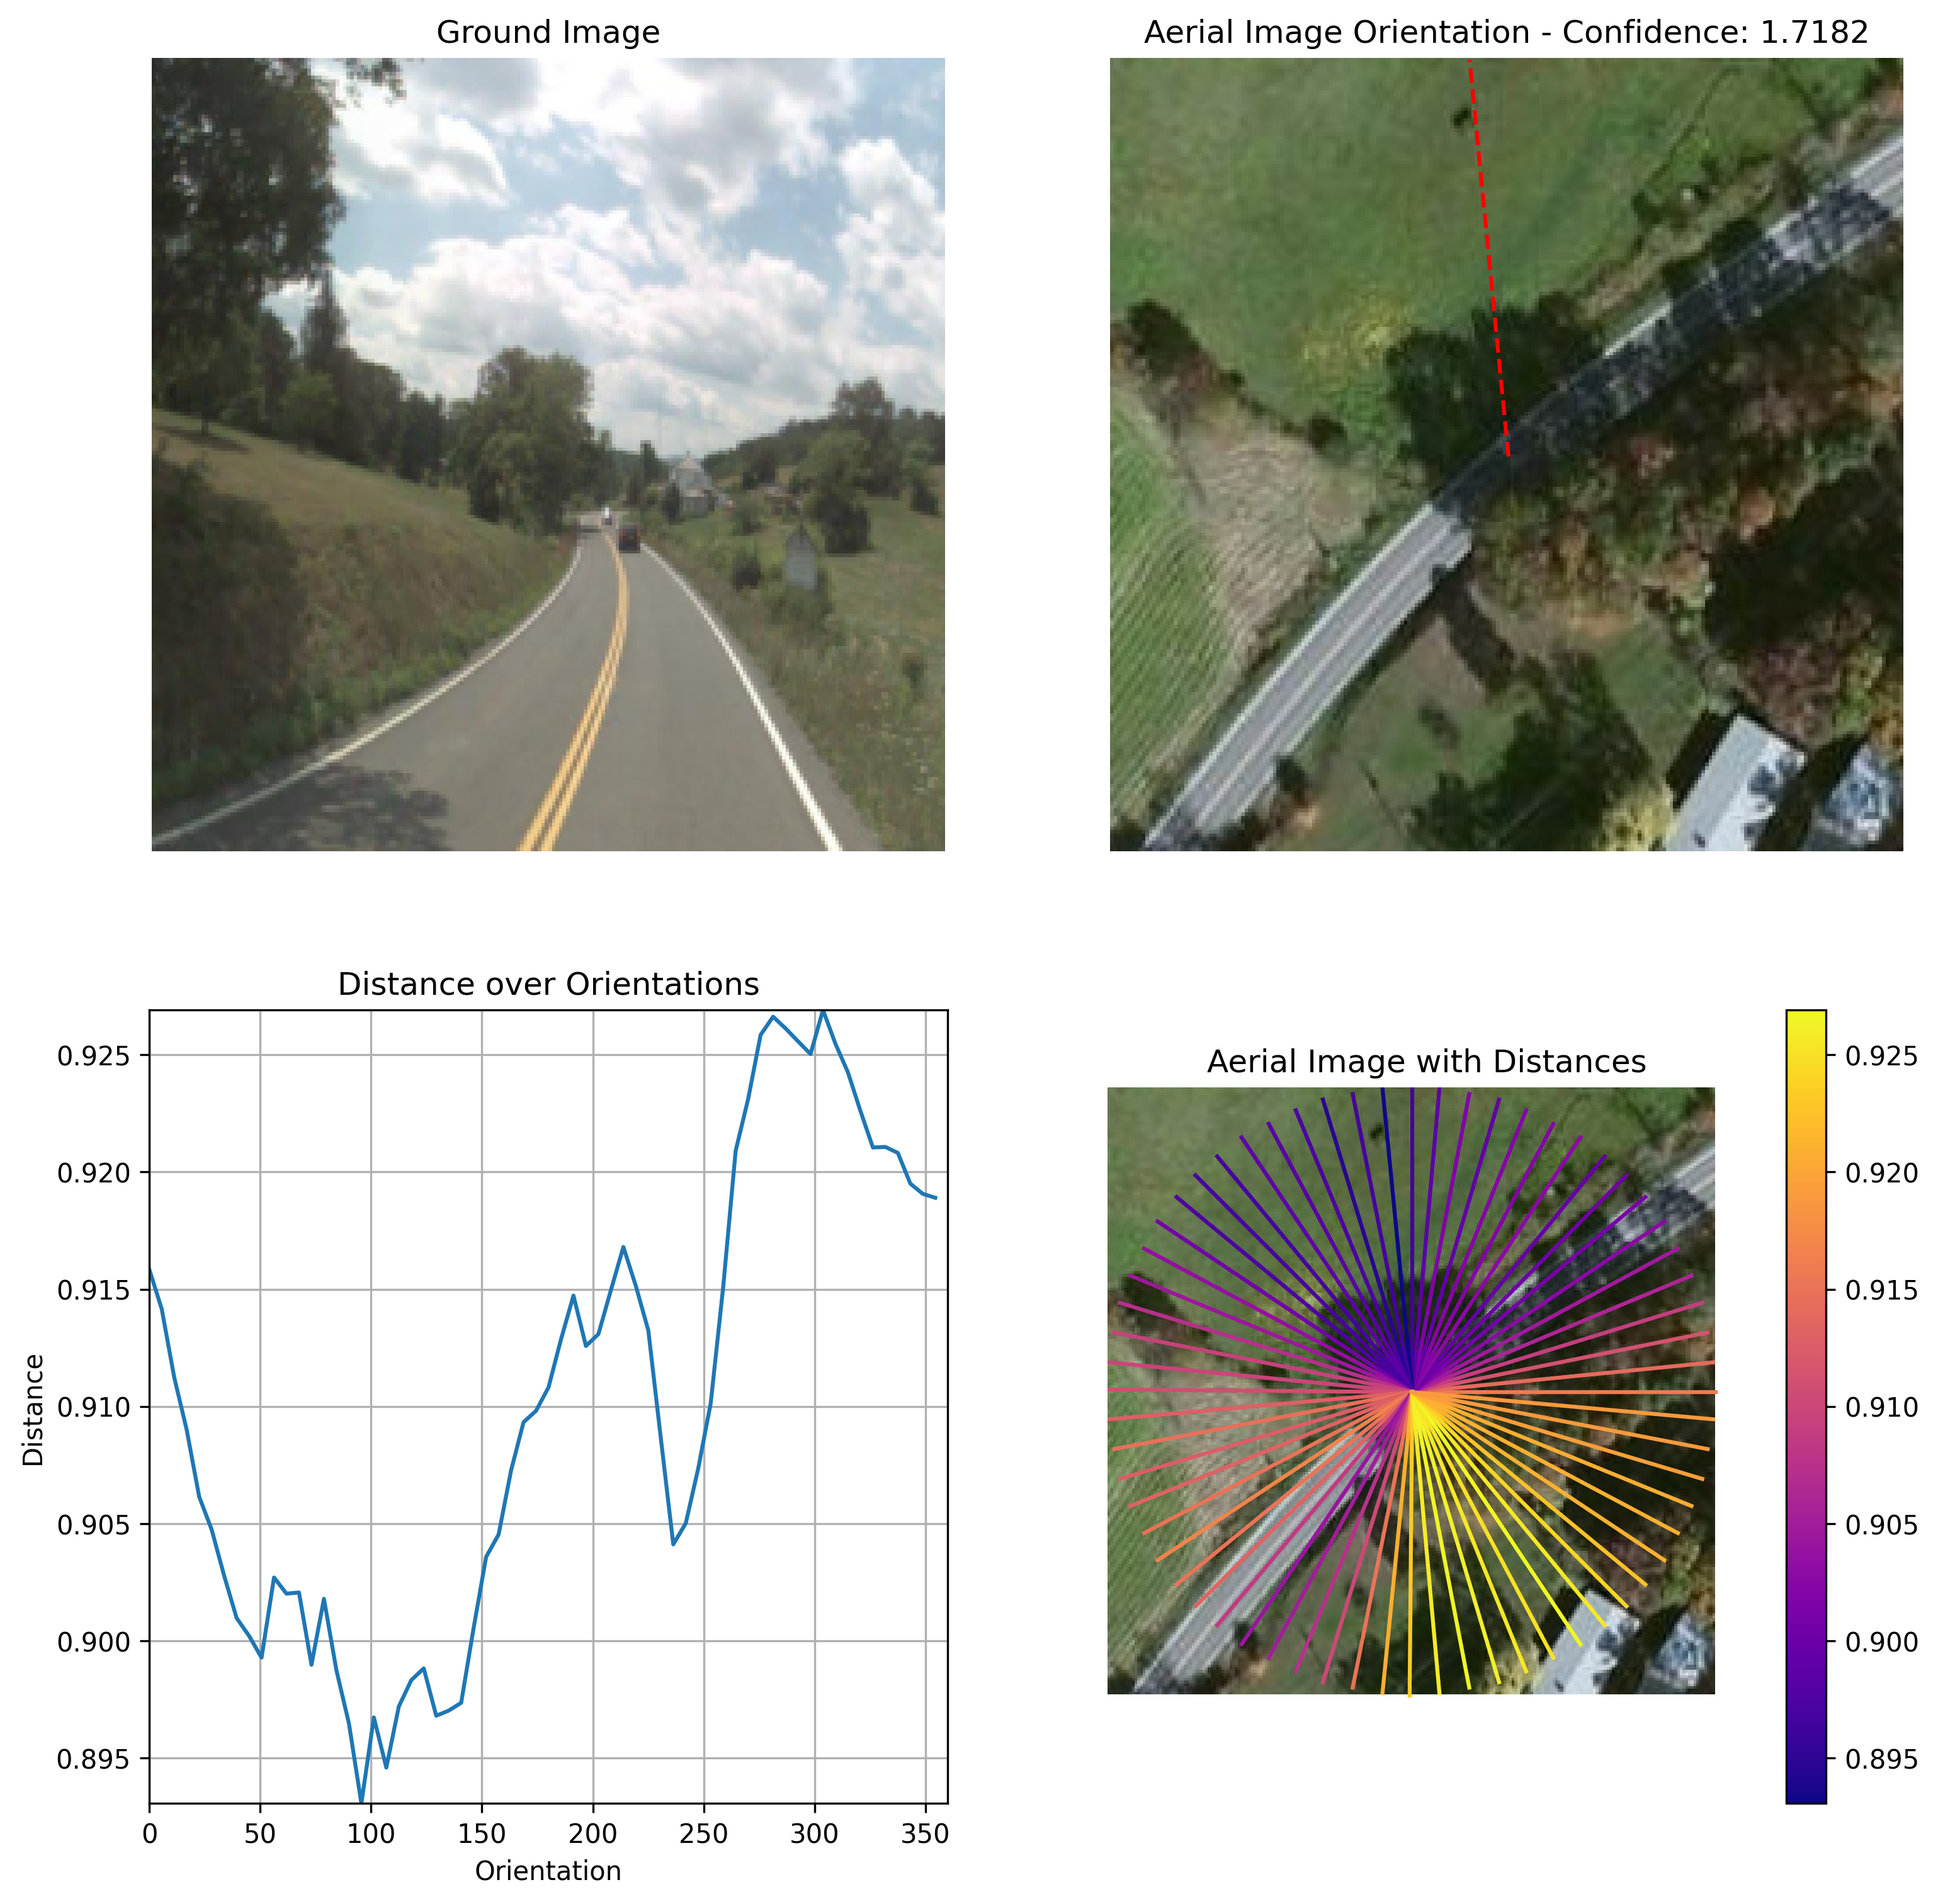 Ground Image
Aerial Image Orientation - Confidence: 1.7182
Distance over Orientations
0.925
0.920
0.915
0.910
0.905
0.900
0.895
Distance
0 50 100 150 200 250 300 350
Orientation
Aerial Image with Distances
0.925
0.920
0.915
0.910
0.905
0.900
0.895